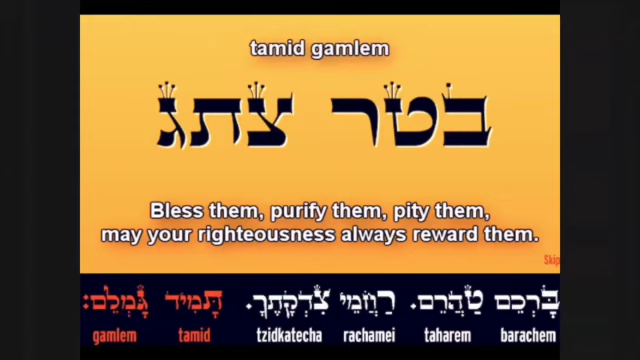 tamid gamlem
בטר צתג
Bless them, purify them, pity them,
may your righteousness always reward them.
Skip
בָּרְכֵם טַהֲרֵם. רַחֲמֵי צִדְקָתֶךָ. תָּמִיד גָּמְלֵם:
gamlem tamid tzidkatecha rachamei taharem barachem